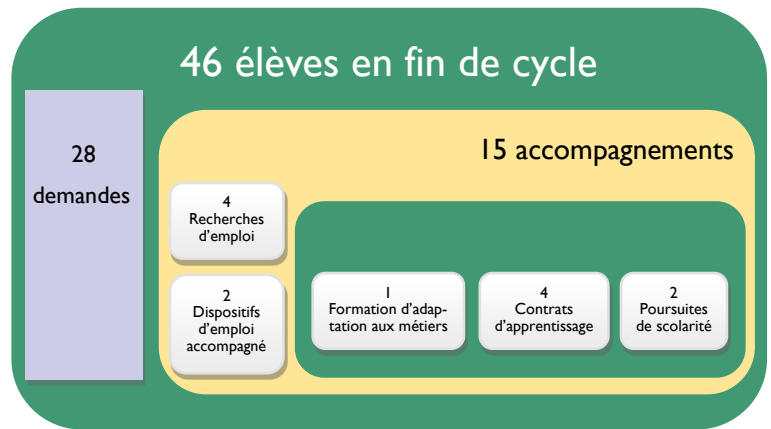 46 élèves en fin de cycle
28
demandes
15 accompagnements
4
Recherches
d'emploi
2
Dispositifs
d'emploi
accompagné
1
Formation d'adap-
tation aux métiers
4
Contrats
d'apprentissage
2
Poursuites
de scolarité